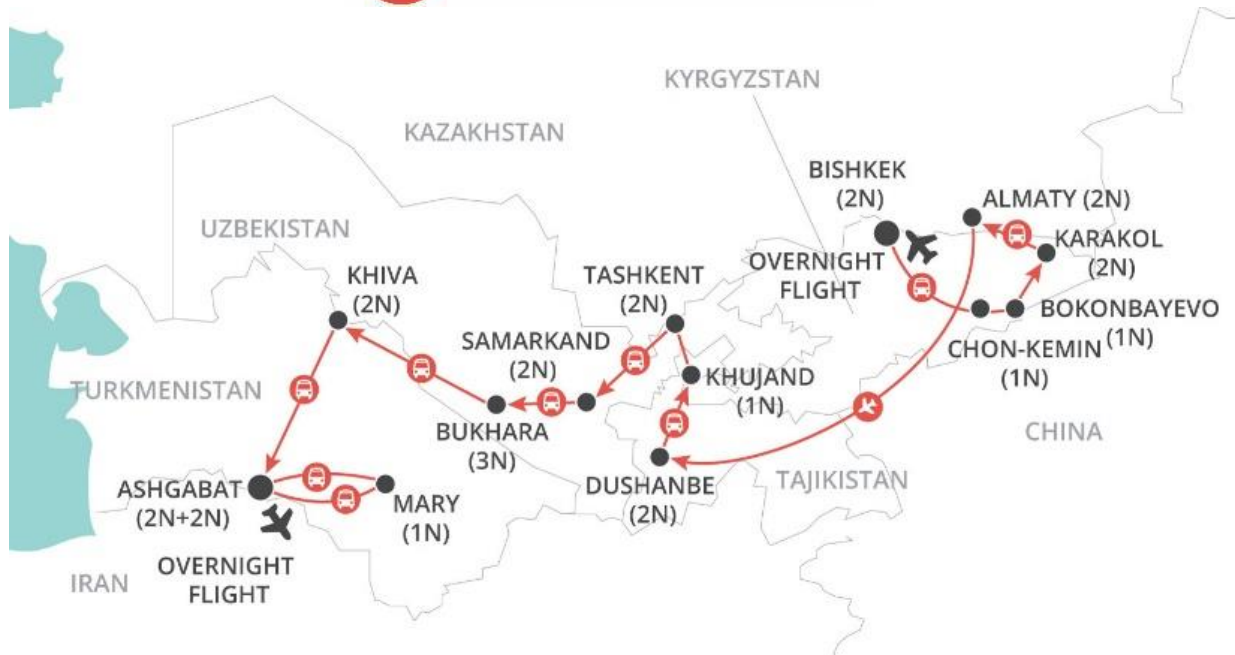 KYRGYZSTAN
KAZAKHSTAN
BISHKEK
(2N)
ALMATY (2N)
UZBEKISTAN
KARAKOL
(2N)
OVERNIGHT
FLIGHT
KHIVA
(2N)
TASHKENT
(2N)
BOKONBAYEVO
(1N)
SAMARKAND
(2N)
CHON-KEMIN
(1N)
KHUJAND
(1N)
TURKMENISTAN
BUKHARA
(3N)
CHINA
DUSHANBE
(2N)
TAJIKISTAN
ASHGABAT
(2N+2N)
MARY
(1N)
OVERNIGHT
FLIGHT
IRAN